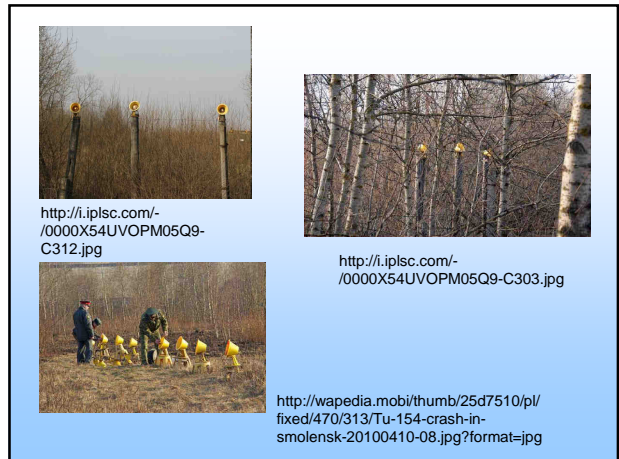 http://i.iplsc.com/-
/0000X54UVOPM05Q9-
C312.jpg
http://i.iplsc.com/-
/0000X54UVOPM05Q9-C303.jpg
http://wapedia.mobi/thumb/25d7510/pl/
fixed/470/313/Tu-154-crash-in-
smolensk-20100410-08.jpg?format=jpg